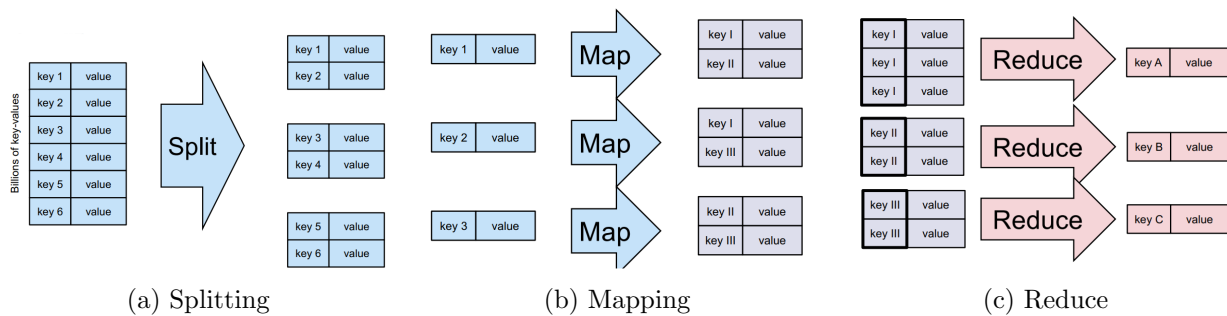 Billions of key-values
key 1 value
key 2 value
key 3 value
key 4 value
key 5 value
key 6 value
Split
key 1 value
key 2 value
key 3 value
key 4 value
key 5 value
key 6 value
(a) Splitting
key 1 value
Map
key I value
key II value
key 2 value
Map
key I value
key III value
key 3 value
Map
key II value
key III value
(b) Mapping
key I value
key I value
key I value
Reduce
key A value
key II value
key II value
Reduce
key B value
key III value
key III value
Reduce
key C value
(c) Reduce